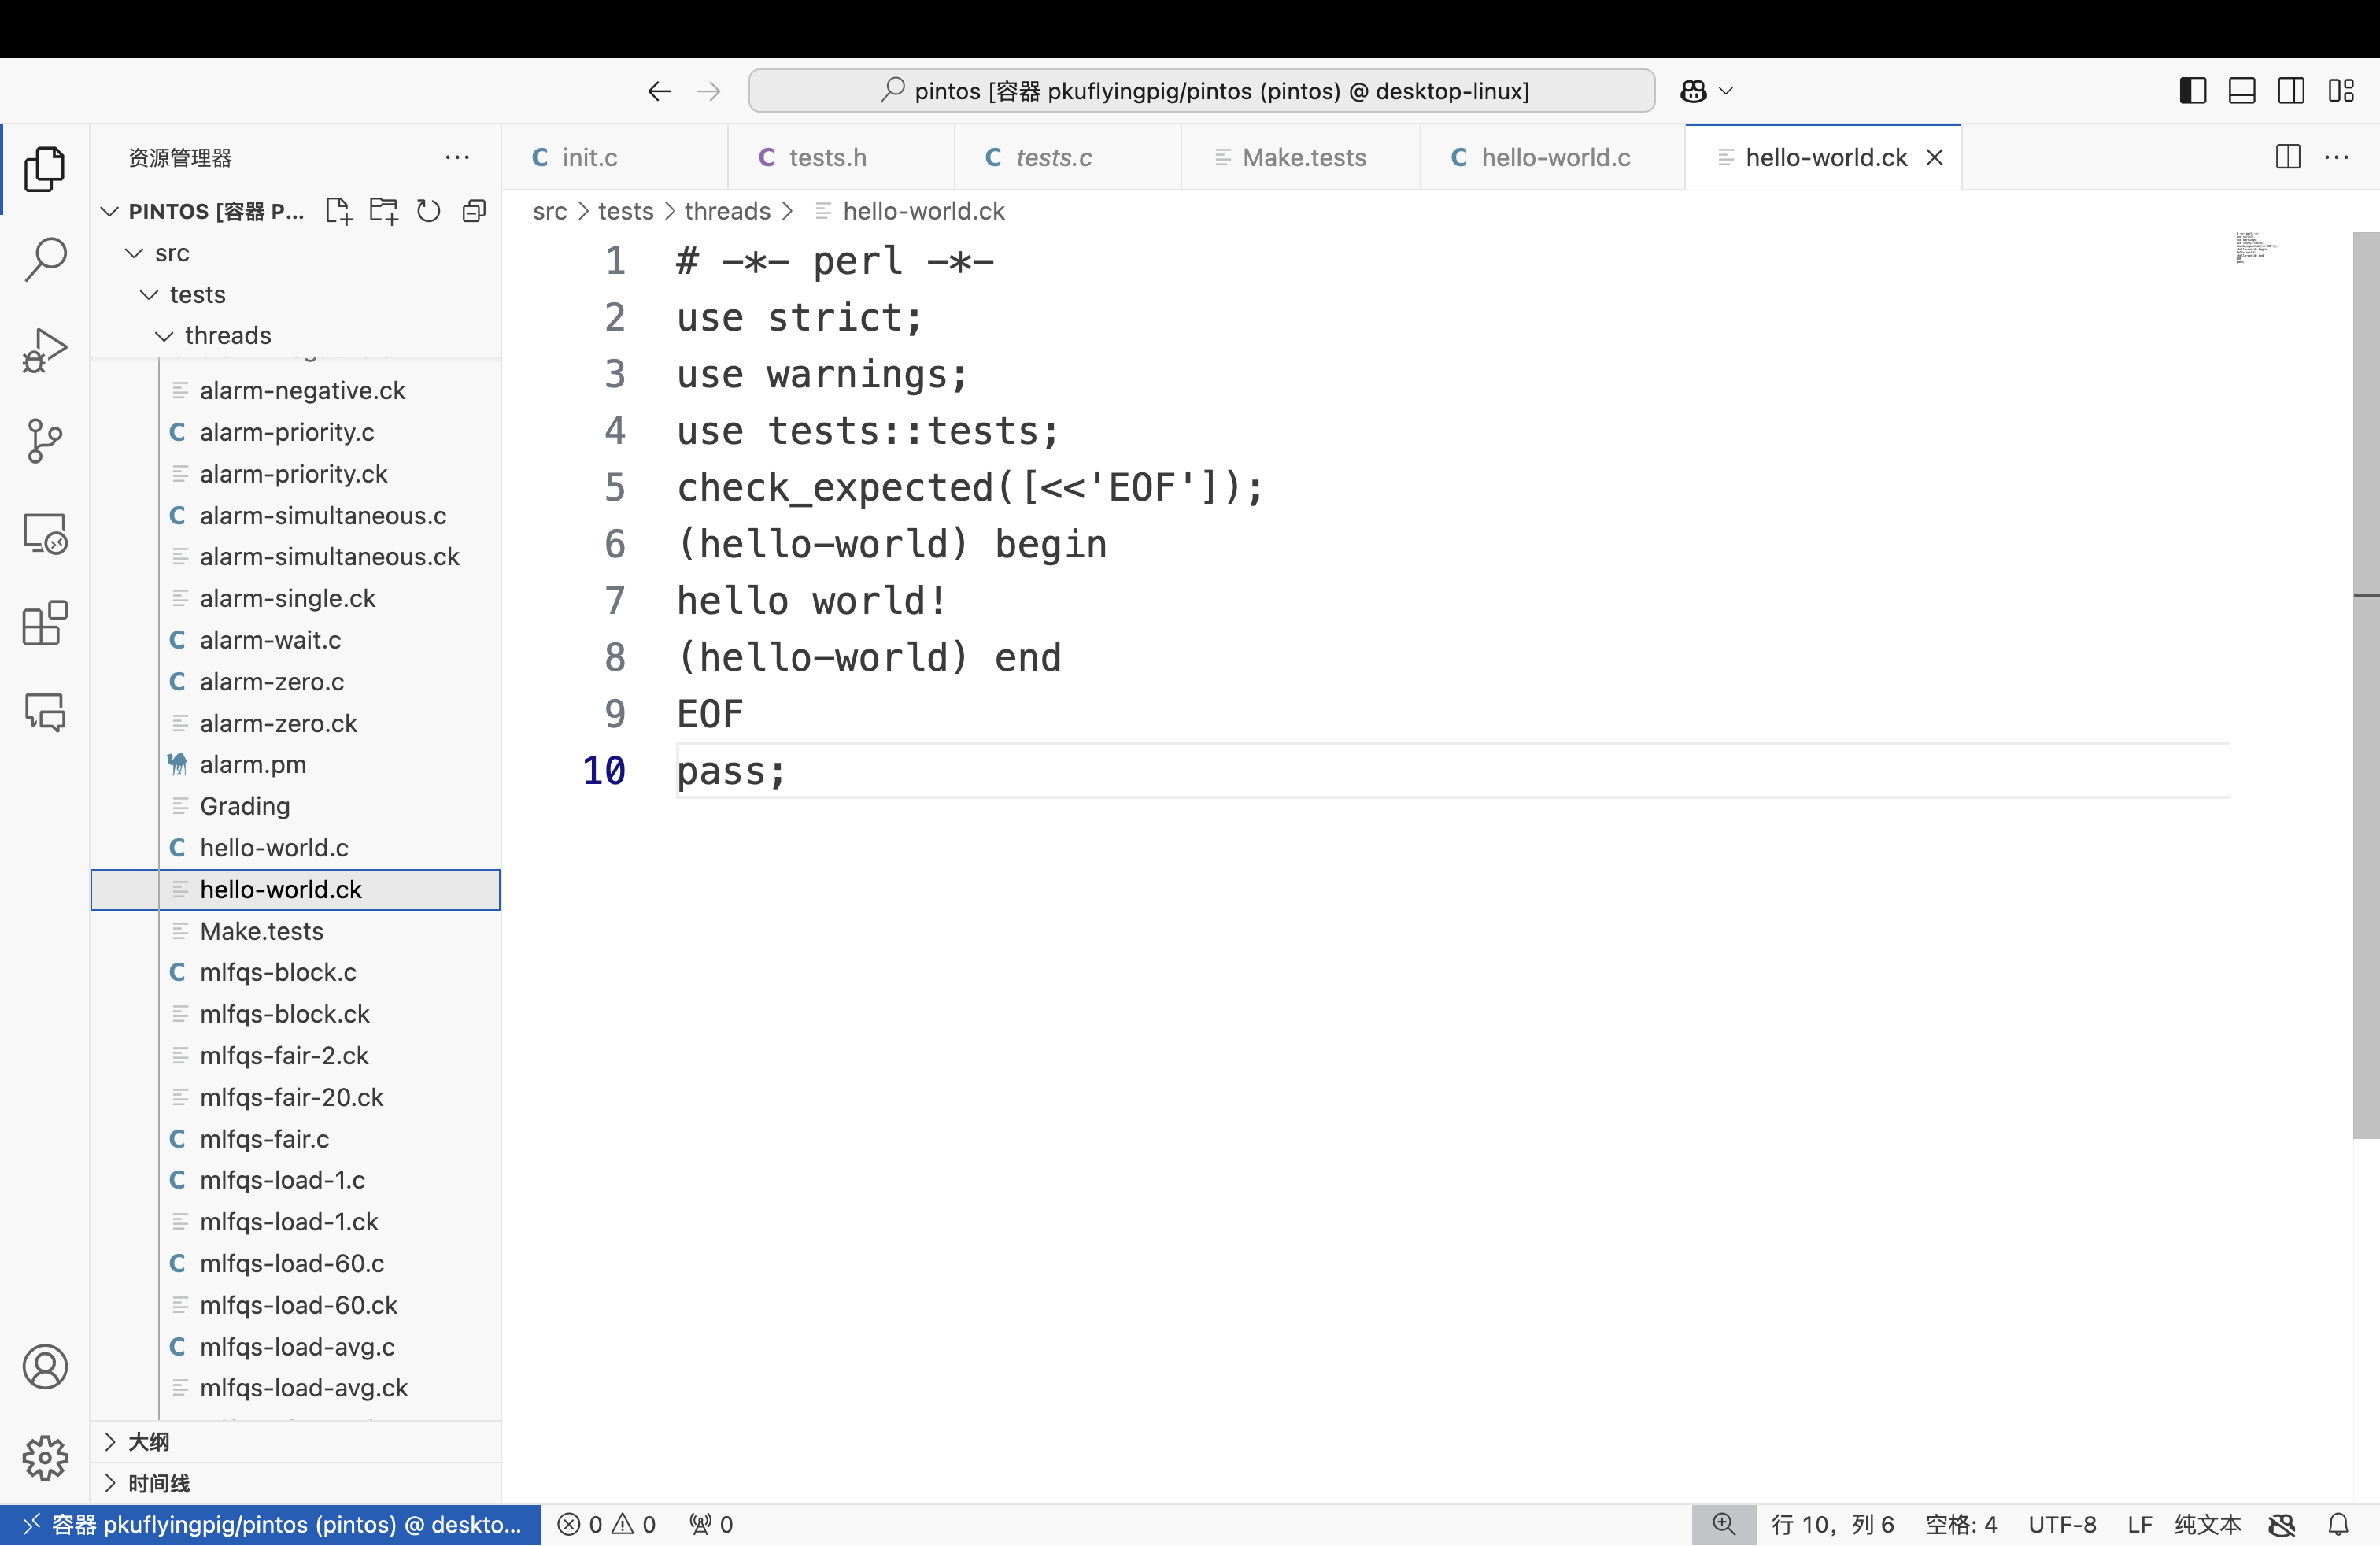 pintos [容器 pkuflyingpig/pintos (pintos) @ desktop-linux]
资源管理器
init.c
tests.h
tests.c
Make.tests
hello-world.c
hello-world.ck
PINTOS [容器 P...
src
tests
threads
alarm-negative.ck
alarm-priority.c
alarm-priority.ck
alarm-simultaneous.c
alarm-simultaneous.ck
alarm-single.ck
alarm-wait.c
alarm-zero.c
alarm-zero.ck
alarm.pm
Grading
hello-world.c
hello-world.ck
Make.tests
mlfqs-block.c
mlfqs-block.ck
mlfqs-fair-2.ck
mlfqs-fair-20.ck
mlfqs-fair.c
mlfqs-load-1.c
mlfqs-load-1.ck
mlfqs-load-60.c
mlfqs-load-60.ck
mlfqs-load-avg.c
mlfqs-load-avg.ck
大纲
时间线
src > tests > threads > hello-world.ck
1 # -*- perl -*-
2 use strict;
3 use warnings;
4 use tests::tests;
5 check_expected([<<'EOF']);
6 (hello-world) begin
7 hello world!
8 (hello-world) end
9 EOF
10 pass;
容器 pkuflyingpig/pintos (pintos) @ deskto... 0 0 0 行 10, 列 6 空格: 4 UTF-8 LF 纯文本